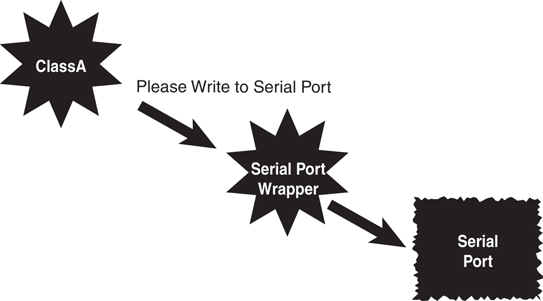 ClassA
Please Write to Serial Port
Serial Port
Wrapper
Serial
Port